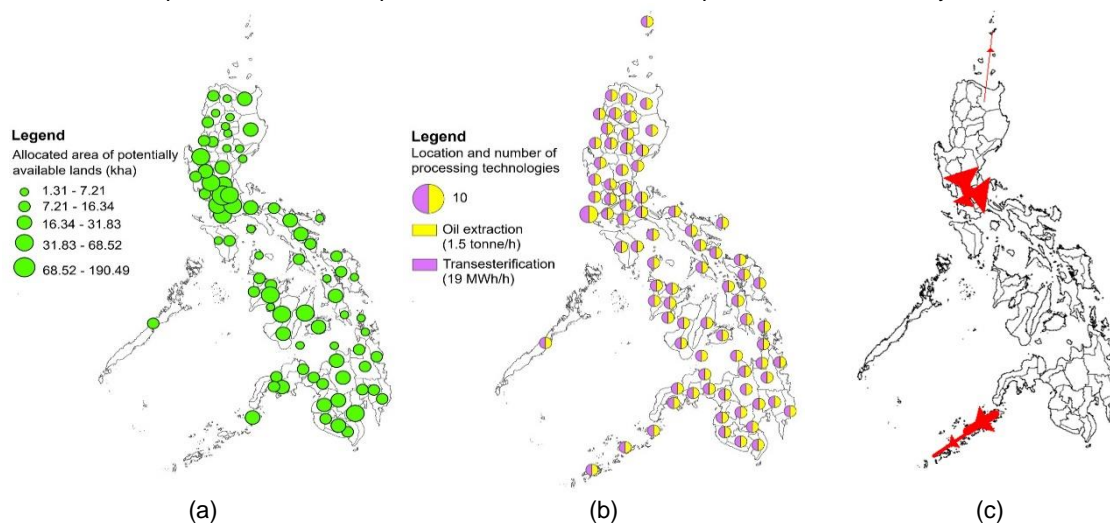 Legend
Allocated area of potentially
available lands (kha)
1.31 - 7.21
7.21 - 16.34
16.34 - 31.83
31.83 - 68.52
68.52 - 190.49
Legend
Location and number of
processing technologies
10
Oil extraction
(1.5 tonne/h)
Transesterification
(19 MWh/h)
(a) (b) (c)